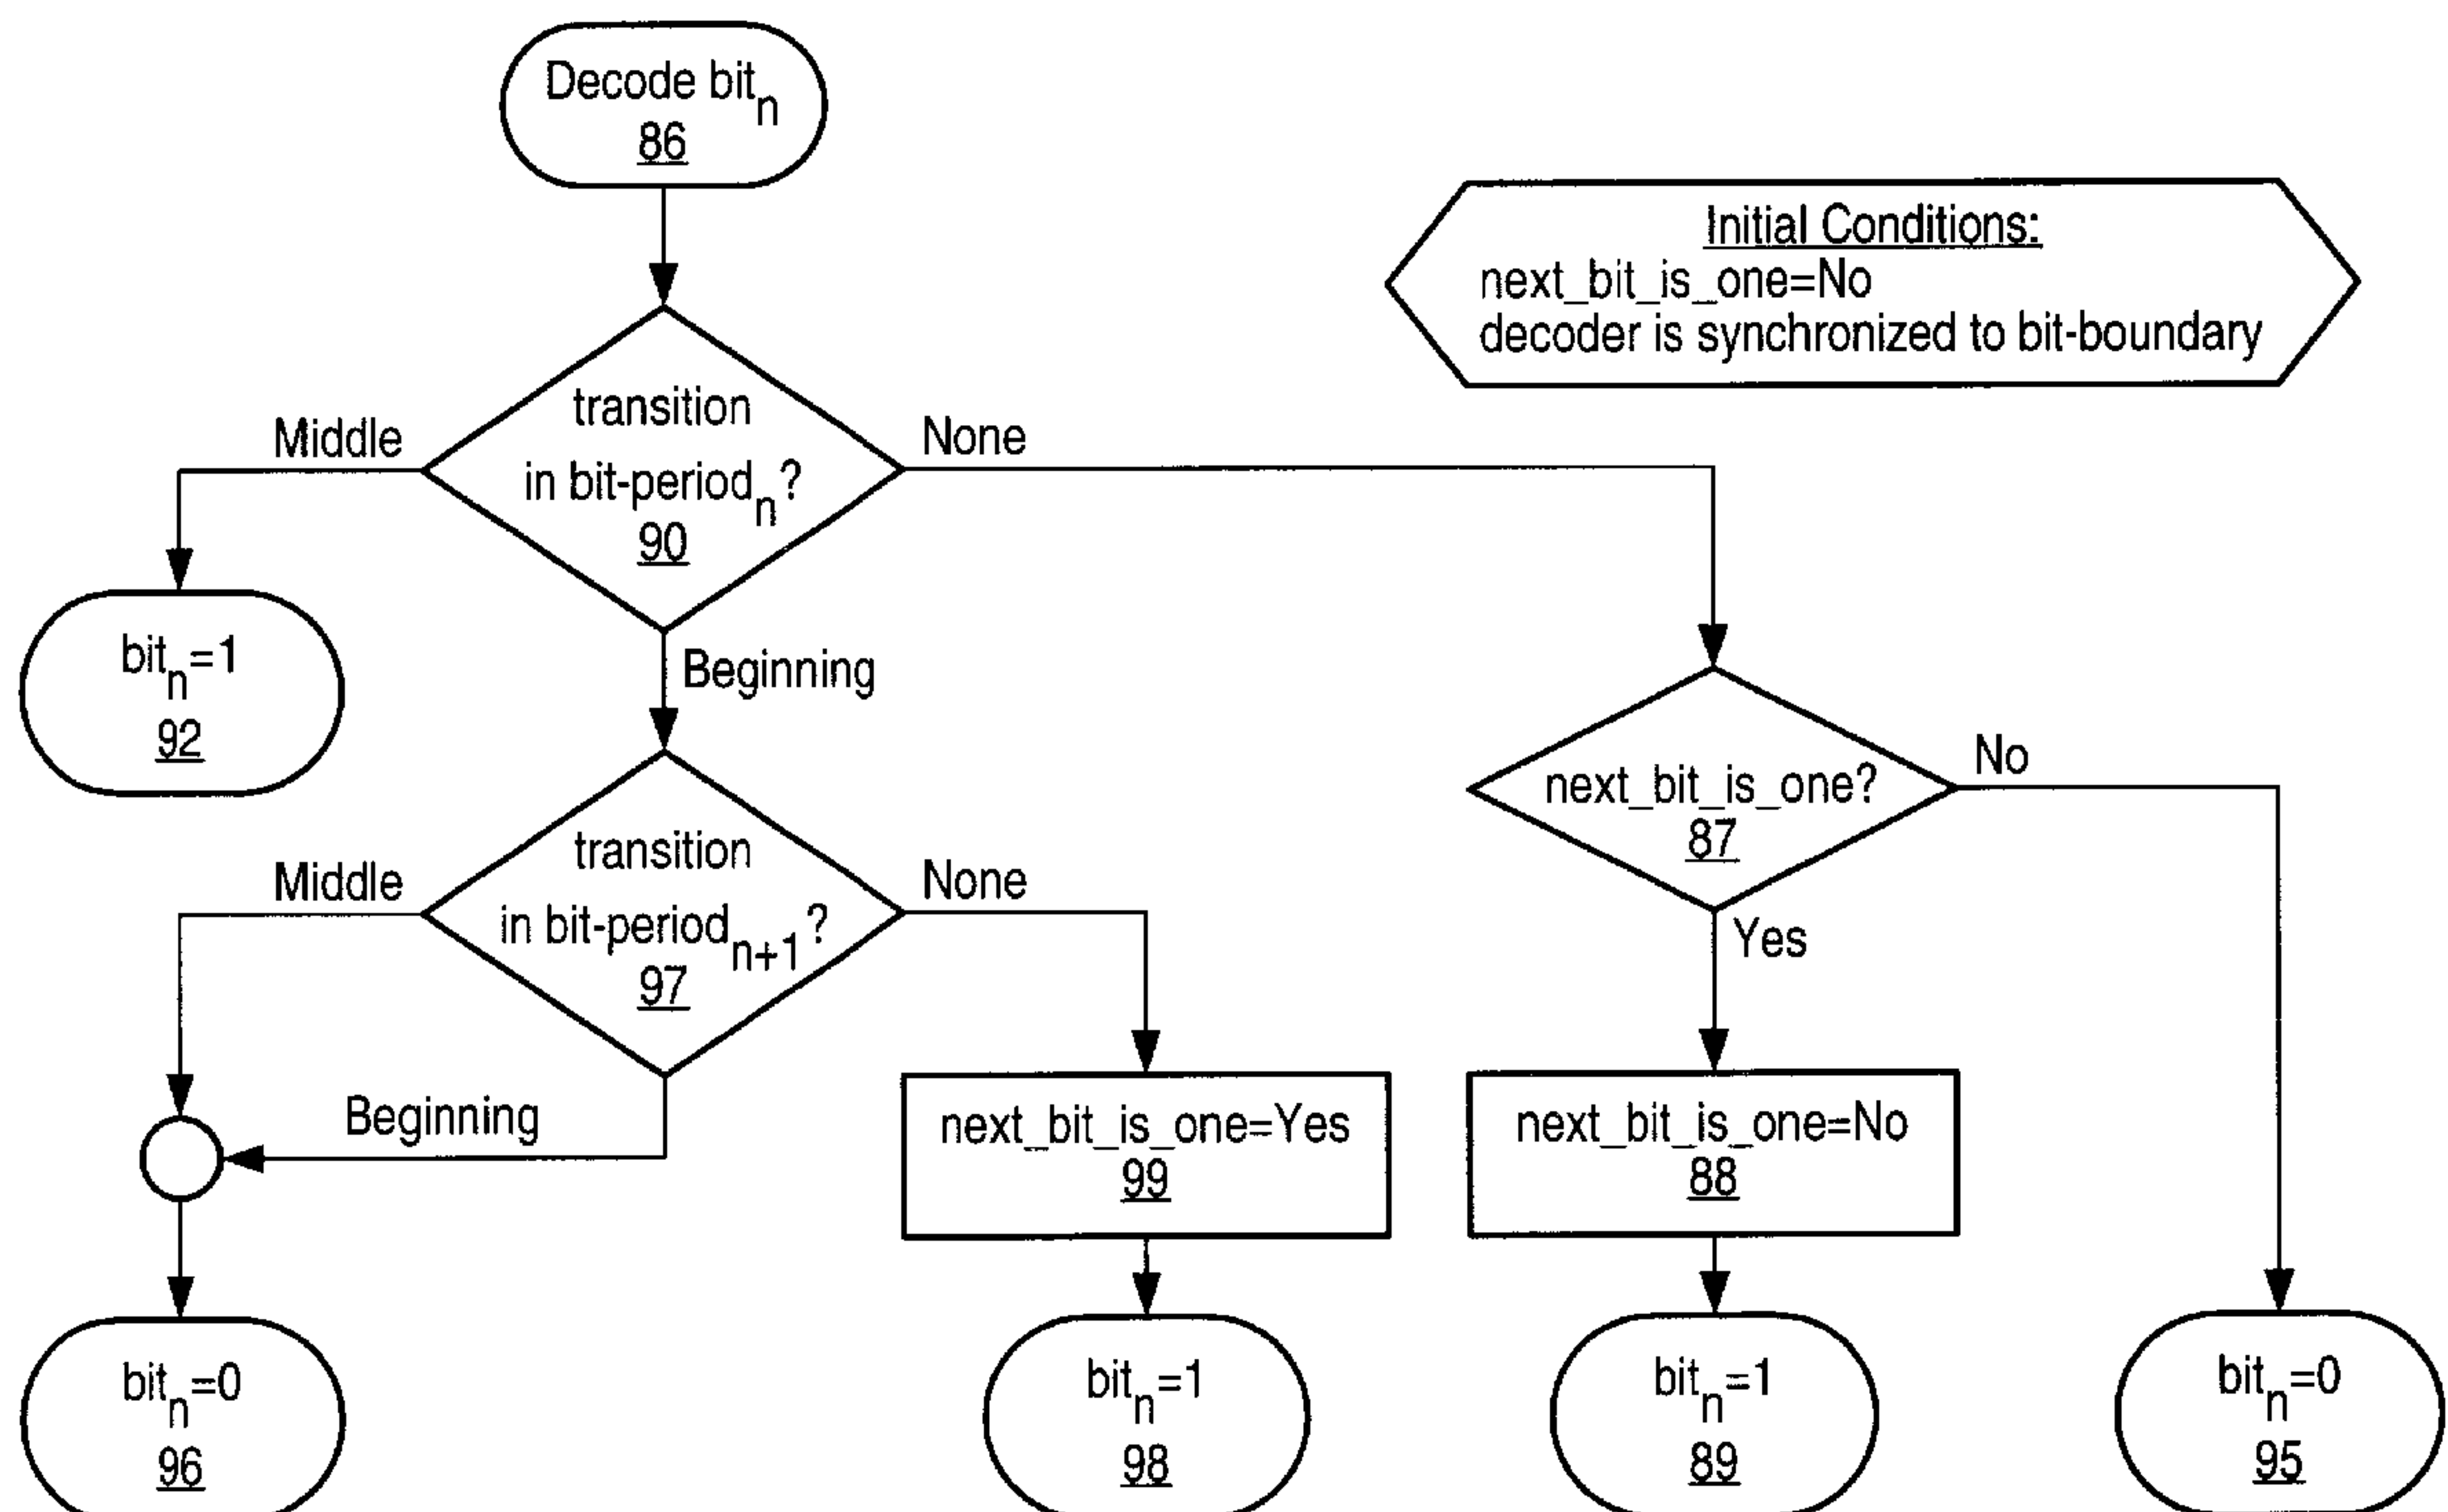 Decode bitn
86
Initial Conditions:
next_bit_is_one=No
decoder is synchronized to bit-boundary
transition
in bit-periodn?
90
Middle
None
bitn=1
92
Beginning
next_bit_is_one?
87
No
Yes
transition
in bit-periodn+1?
97
Middle
None
Beginning
next_bit_is_one=Yes
99
next_bit_is_one=No
88
bitn=0
96
bitn=1
98
bitn=1
89
bitn=0
95